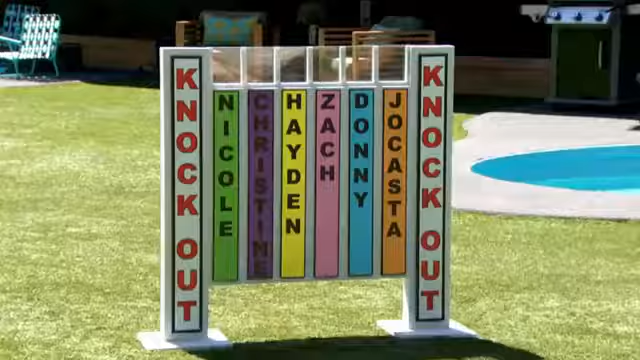 KNOCK OUT
NICOLE
CHRISTINE
HAYDEN
ZACH
DONNY
JOCASTA
KNOCK OUT